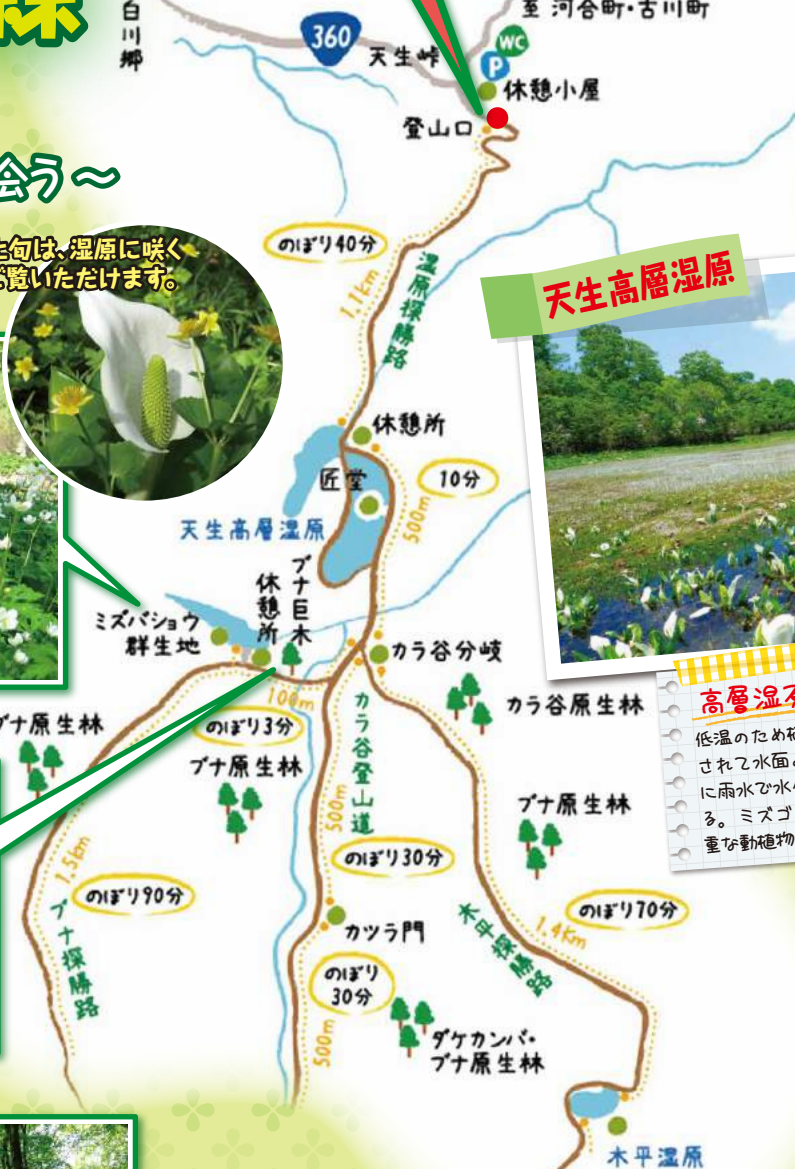 森
白川郷
360
天生峠
至 河合町・古川町
WC
P
休憩小屋
登山口
会う～
上旬は、湿原に咲く
ご覧いただけます。
のぼり40分
1.1km
湿原探勝路
天生高層湿原
休憩所
匠堂
10分
500m
天生高層湿原
ブナ巨木
休憩所
ミズバショウ
群生地
カラ谷分岐
100m
のぼり3分
カラ谷原生林
高層湿
低温のため
されて水面
に雨水で水
る。ミズゴ
重な動植物
ブナ原生林
ブナ原生林
カラ谷登山道
500m
ブナ原生林
のぼり30分
1.5km
のぼり90分
ブナ探勝路
カツラ門
木平探勝路
1.4Km
のぼり70分
のぼり
30分
500m
ダケカンバ・
ブナ原生林
木平湿原